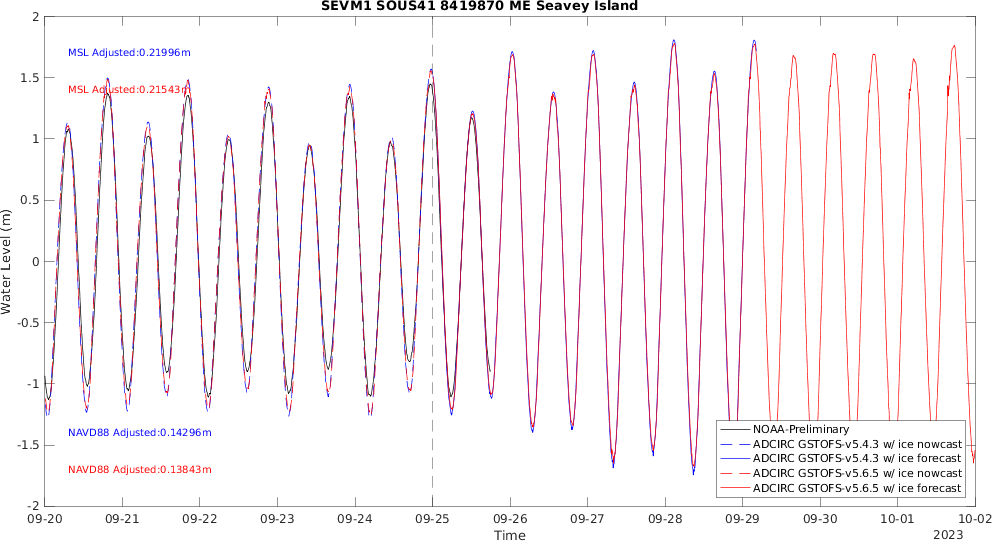 SEVM1 SOUS41 8419870 ME Seavey Island
2
1.5
1
0.5
0
-0.5
-1
-1.5
-2
Water Level (m)
MSL Adjusted:0.21996m
MSL Adjusted:0.21543m
NAVD88 Adjusted:0.14296m
NAVD88 Adjusted:0.13843m
NOAA-Preliminary
ADCIRC GSTOFS-v5.4.3 w/ ice nowcast
ADCIRC GSTOFS-v5.4.3 w/ ice forecast
ADCIRC GSTOFS-v5.6.5 w/ ice nowcast
ADCIRC GSTOFS-v5.6.5 w/ ice forecast
09-20 09-21 09-22 09-23 09-24 09-25 09-26 09-27 09-28 09-29 09-30 10-01 10-02
Time
2023